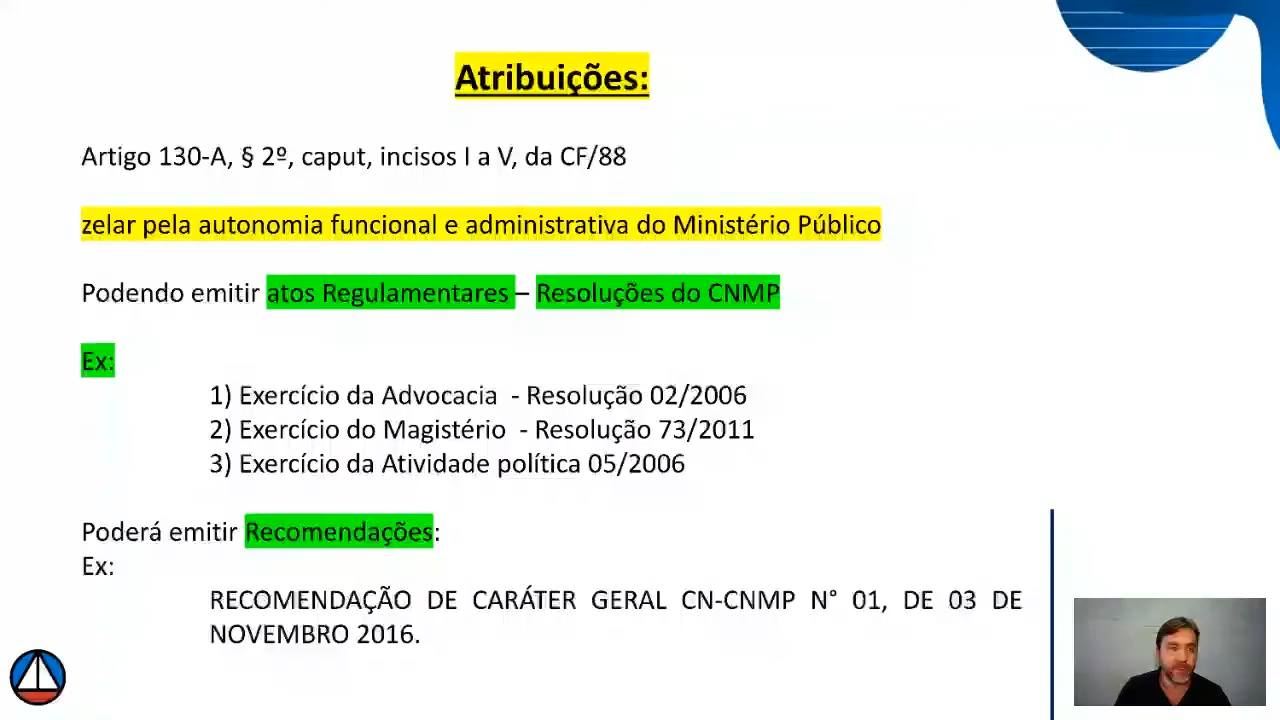 Atribuições:
Artigo 130-A, § 2º, caput, incisos I a V, da CF/88
zelar pela autonomia funcional e administrativa do Ministério Público
Podendo emitir atos Regulamentares – Resoluções do CNMP
Ex:
1) Exercício da Advocacia - Resolução 02/2006
2) Exercício do Magistério - Resolução 73/2011
3) Exercício da Atividade política 05/2006
Poderá emitir Recomendações:
Ex:
RECOMENDAÇÃO DE CARÁTER GERAL CN-CNMP N° 01, DE 03 DE
NOVEMBRO 2016.